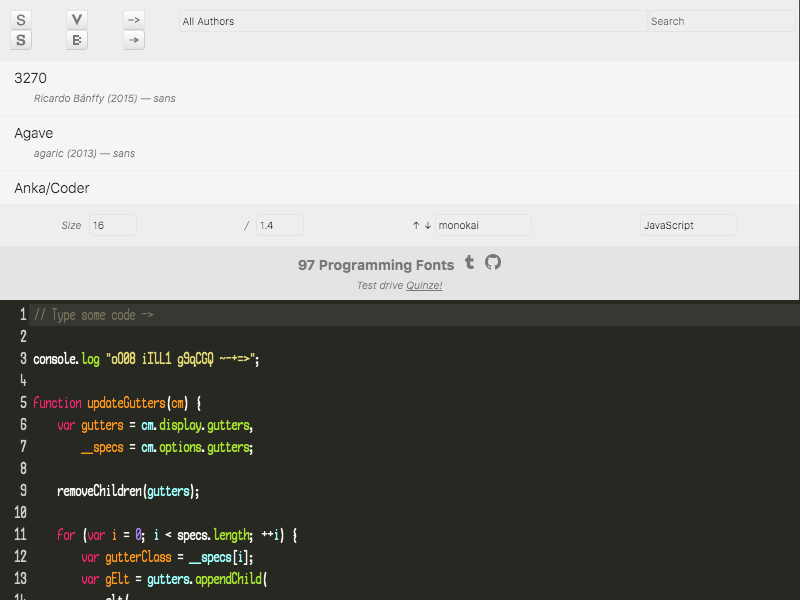 S V -> All Authors Search
S B →
3270
Ricardo Bánffy (2015) — sans
Agave
agaric (2013) — sans
Anka/Coder
Size 16 / 1.4 ↑ ↓ monokai JavaScript
97 Programming Fonts t
Test drive Quinze!
1 // Type some code ->
2
3 console.log "oO08 iIlL1 g9qCGQ ~-+=>";
4
5 function updateGutters(cm) {
6 var gutters = cm.display.gutters,
7 __specs = cm.options.gutters;
8
9 removeChildren(gutters);
10
11 for (var i = 0; i < specs.length; ++i) {
12 var gutterClass = __specs[i];
13 var gElt = gutters.appendChild(
14 elt(